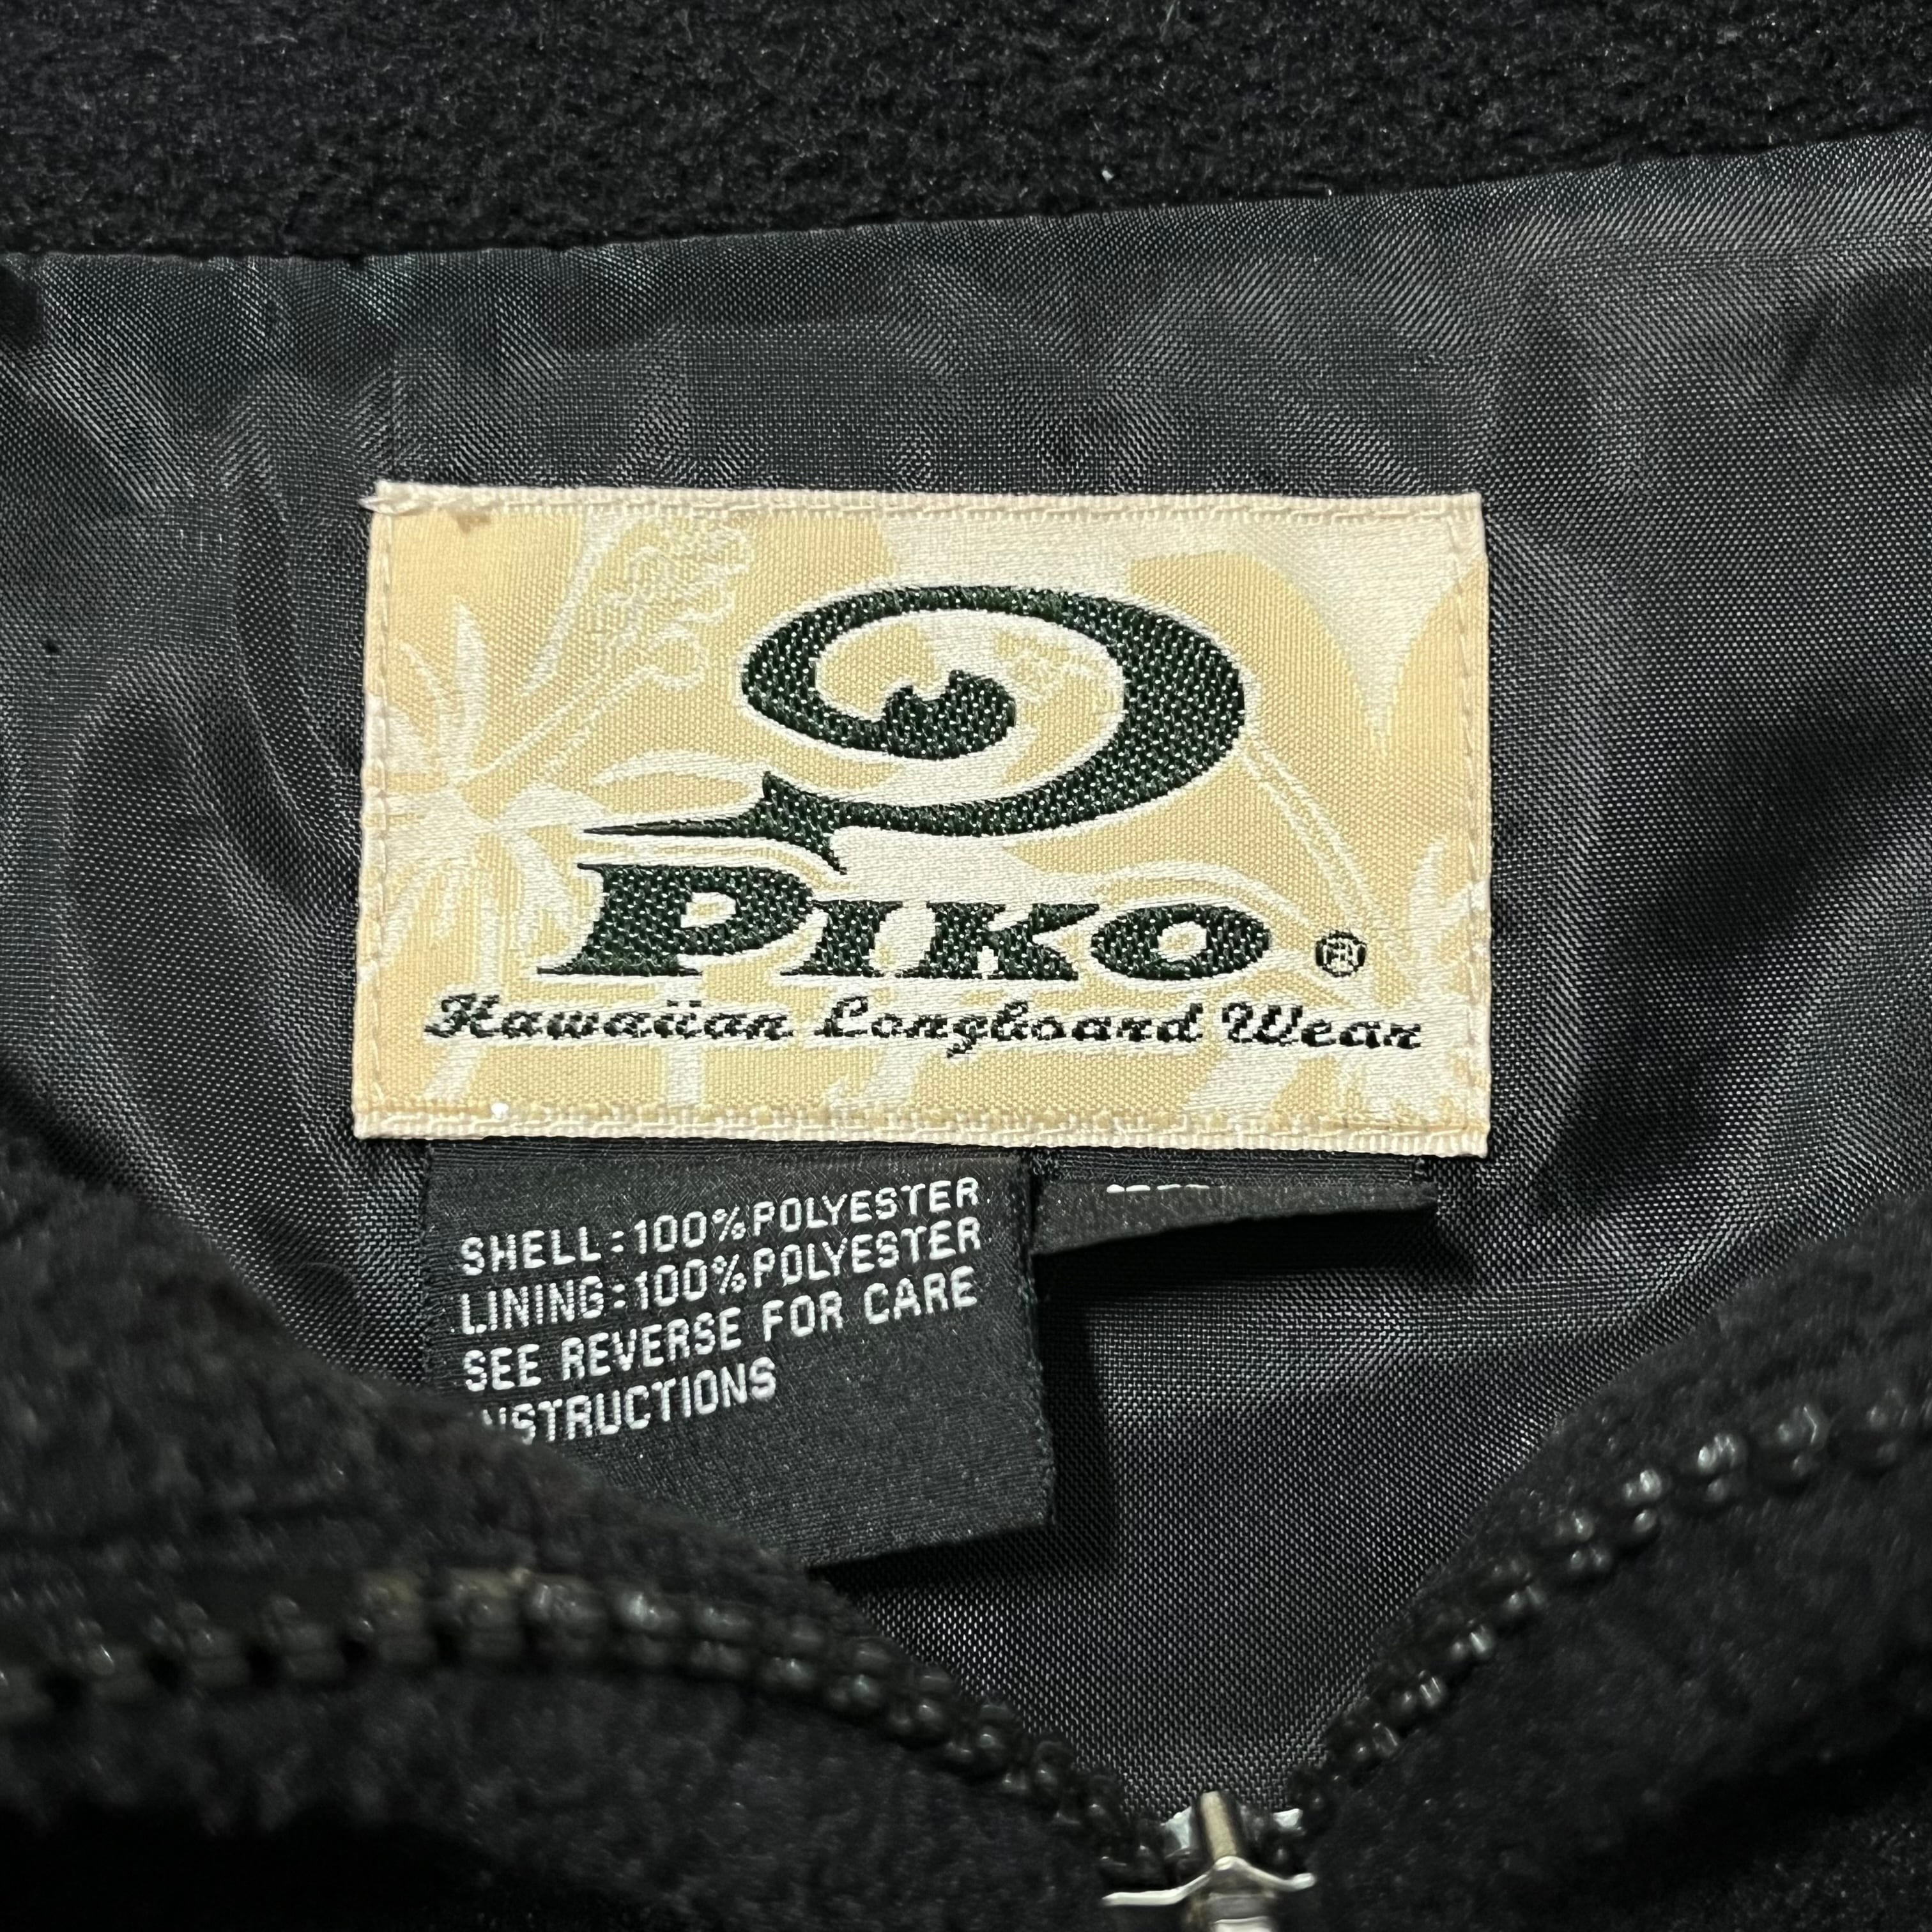 PIKO ®
Hawaiian Longboard Wear
SHELL:100%POLYESTER
LINING:100%POLYESTER
SEE REVERSE FOR CARE
INSTRUCTIONS